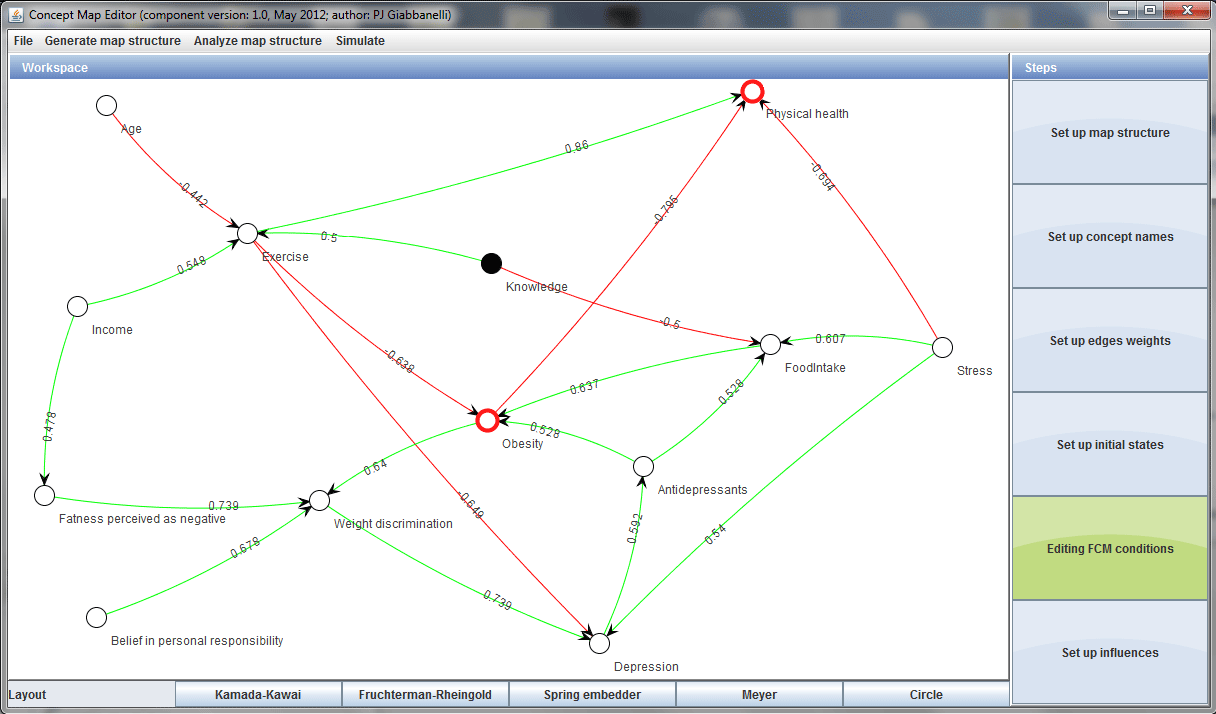 Concept Map Editor (component version: 1.0, May 2012; author: PJ Giabbanelli)
File Generate map structure Analyze map structure Simulate
Workspace
Steps
Age
Physical health
0.86
-0.442
-0.694
-0.795
Exercise
0.5
0.548
Knowledge
Income
-0.5
0.607
FoodIntake
Stress
-0.638
0.637
0.528
0.478
0.528
Obesity
0.64
Antidepressants
0.739
-0.649
Fatness perceived as negative
Weight discrimination
0.592
0.54
0.678
0.739
Belief in personal responsibility
Depression
Set up map structure
Set up concept names
Set up edges weights
Set up initial states
Editing FCM conditions
Set up influences
Layout
Kamada-Kawai
Fruchterman-Rheingold
Spring embedder
Meyer
Circle